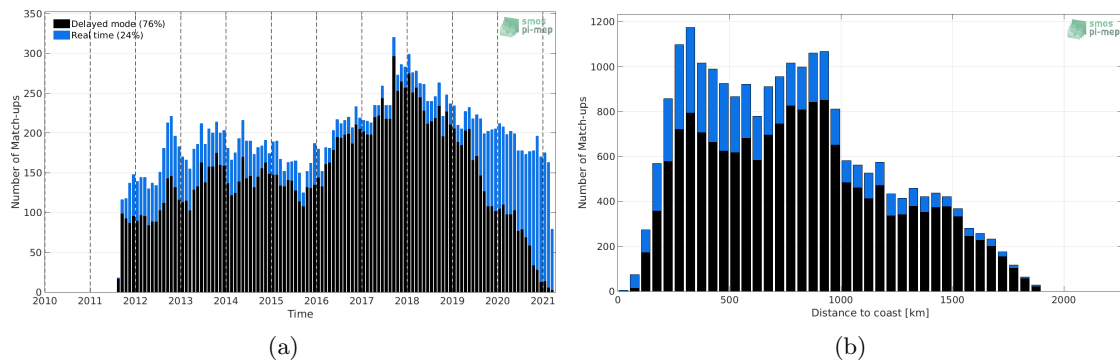 Delayed mode (76%)
Real time (24%)
smos
pi-mep
Number of Match-ups
350
300
250
200
150
100
50
0
2010 2011 2012 2013 2014 2015 2016 2017 2018 2019 2020 2021
Time
(a)
smos
pi-mep
Number of Match-ups
1200
1000
800
600
400
200
0
0 500 1000 1500 2000
Distance to coast [km]
(b)